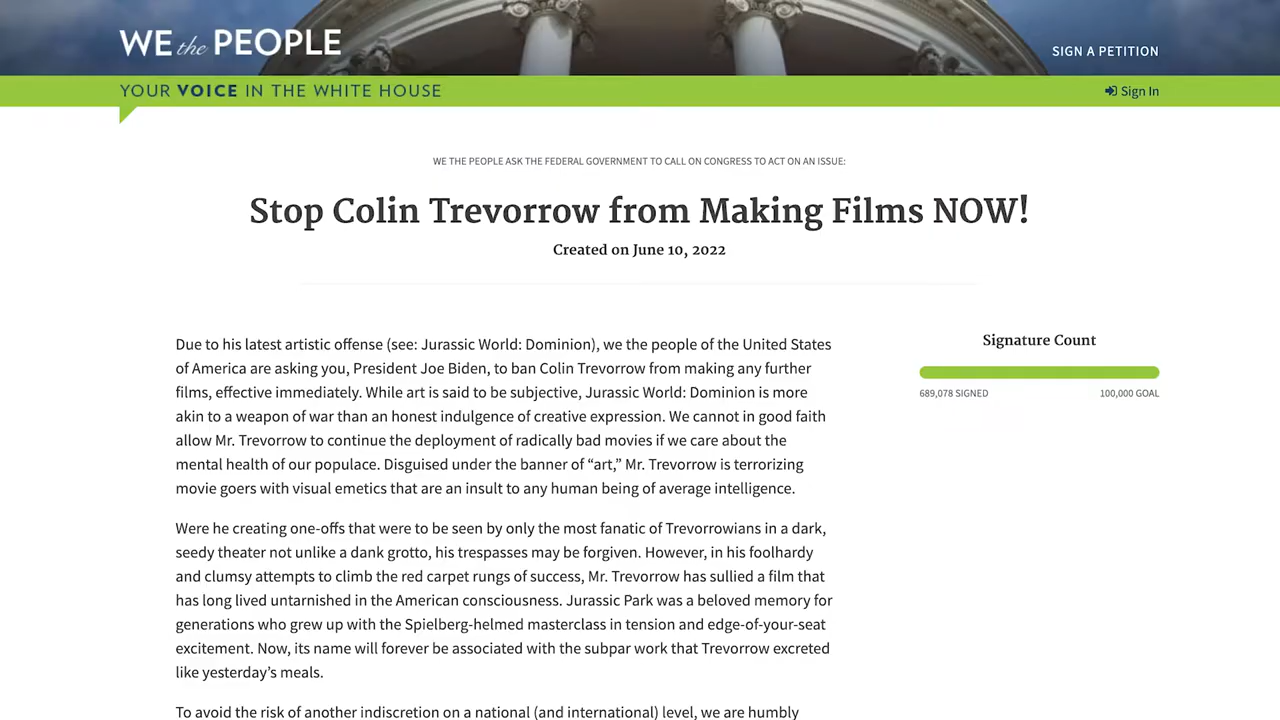 WE the PEOPLE
SIGN A PETITION
YOUR VOICE IN THE WHITE HOUSE
Sign In
WE THE PEOPLE ASK THE FEDERAL GOVERNMENT TO CALL ON CONGRESS TO ACT ON AN ISSUE:
Stop Colin Trevorrow from Making Films NOW!
Created on June 10, 2022
Due to his latest artistic offense (see: Jurassic World: Dominion), we the people of the United States
of America are asking you, President Joe Biden, to ban Colin Trevorrow from making any further
films, effective immediately. While art is said to be subjective, Jurassic World: Dominion is more
akin to a weapon of war than an honest indulgence of creative expression. We cannot in good faith
allow Mr. Trevorrow to continue the deployment of radically bad movies if we care about the
mental health of our populace. Disguised under the banner of “art,” Mr. Trevorrow is terrorizing
movie goers with visual emetics that are an insult to any human being of average intelligence.
Were he creating one-offs that were to be seen by only the most fanatic of Trevorrowians in a dark,
seedy theater not unlike a dank grotto, his trespasses may be forgiven. However, in his foolhardy
and clumsy attempts to climb the red carpet rungs of success, Mr. Trevorrow has sullied a film that
has long lived untarnished in the American consciousness. Jurassic Park was a beloved memory for
generations who grew up with the Spielberg-helmed masterclass in tension and edge-of-your-seat
excitement. Now, its name will forever be associated with the subpar work that Trevorrow excreted
like yesterday’s meals.
To avoid the risk of another indiscretion on a national (and international) level, we are humbly
Signature Count
689,078 SIGNED
100,000 GOAL